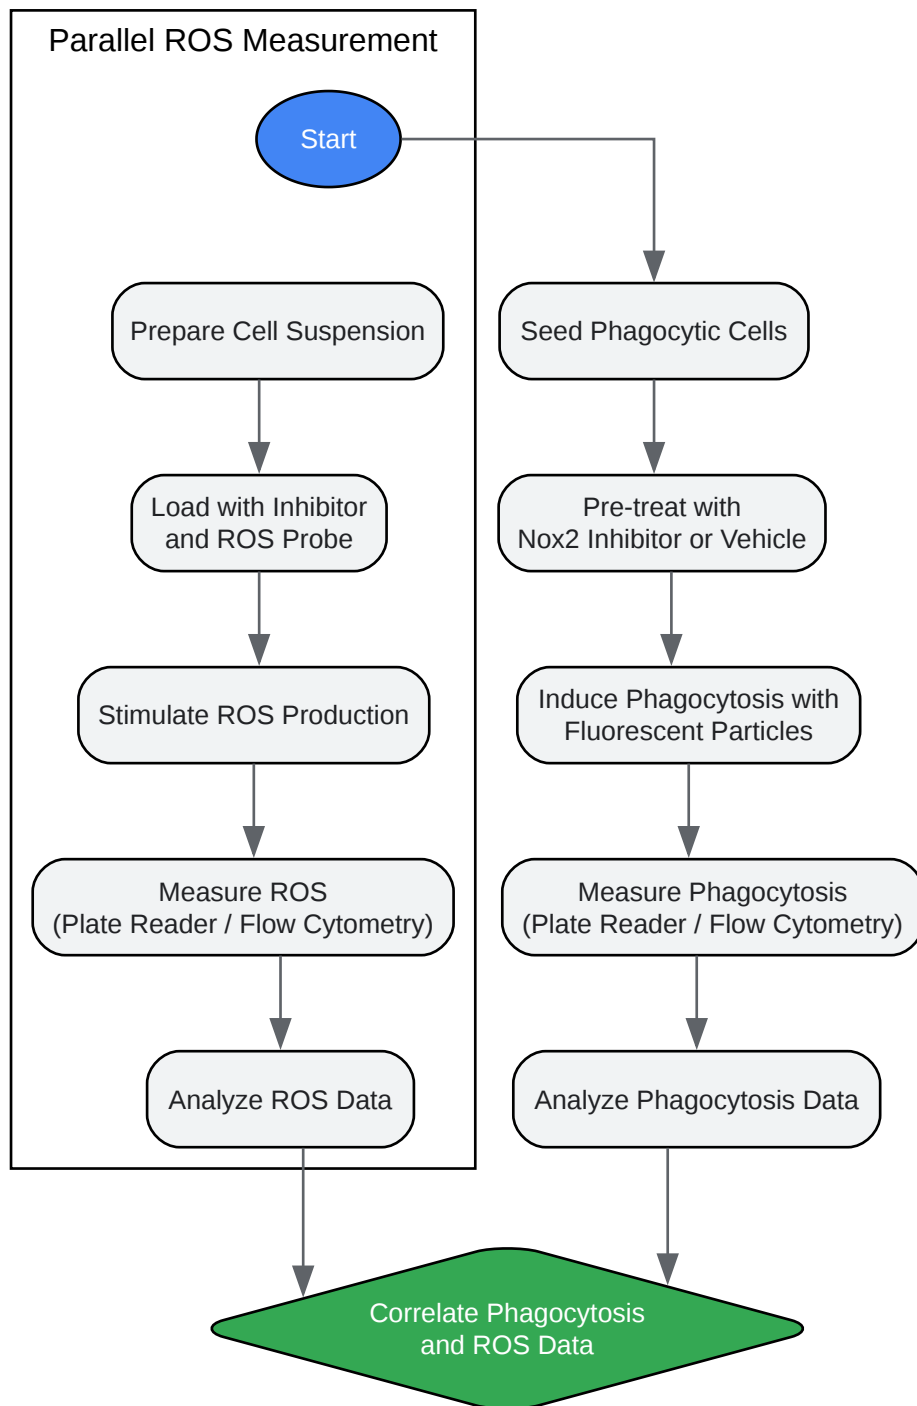 Parallel ROS Measurement
Start
Prepare Cell Suspension
Seed Phagocytic Cells
Load with Inhibitor
and ROS Probe
Pre-treat with
Nox2 Inhibitor or Vehicle
Stimulate ROS Production
Induce Phagocytosis with
Fluorescent Particles
Measure ROS
(Plate Reader / Flow Cytometry)
Measure Phagocytosis
(Plate Reader / Flow Cytometry)
Analyze ROS Data
Analyze Phagocytosis Data
Correlate Phagocytosis
and ROS Data